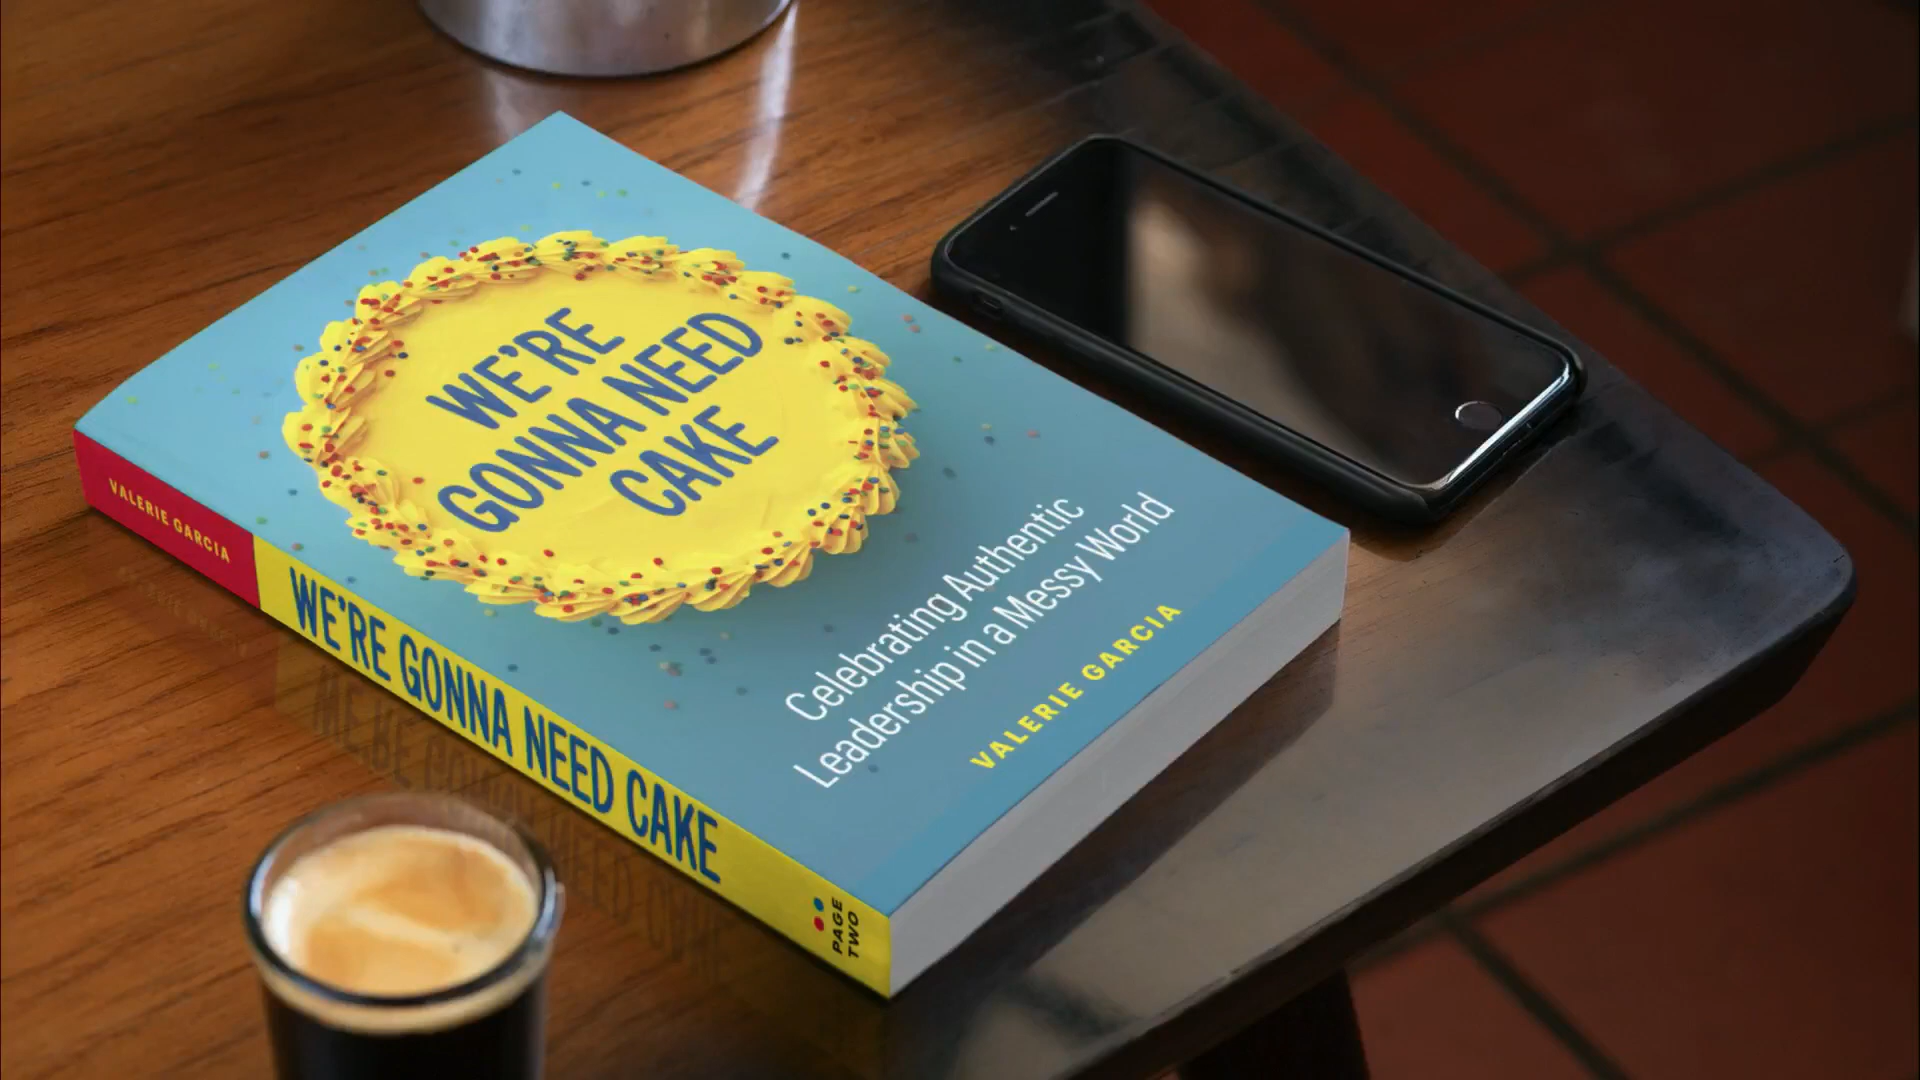 WE'RE
GONNA NEED
CAKE
Celebrating Authentic
Leadership in a Messy World
VALERIE GARCIA
VALERIE GARCIA
WE'RE GONNA NEED CAKE
PAGE
TWO